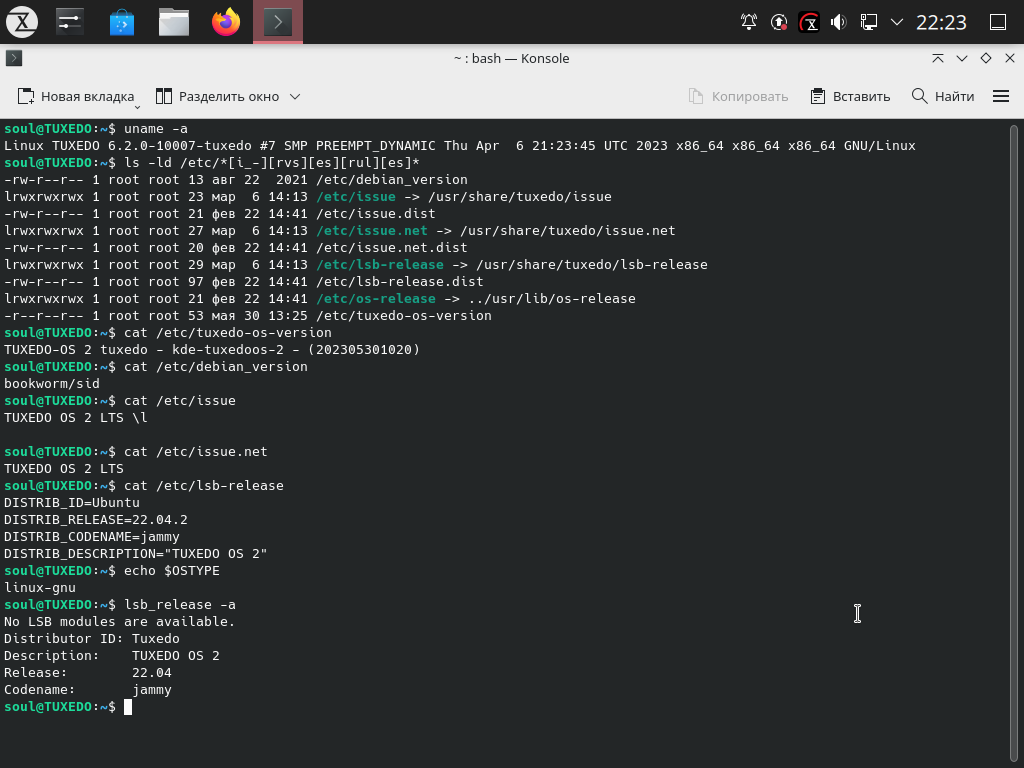 22:23
~ : bash — Konsole
Новая вкладка Разделить окно Копировать Вставить Найти
soul@TUXEDO:~$ uname -a
Linux TUXEDO 6.2.0-10007-tuxedo #7 SMP PREEMPT_DYNAMIC Thu Apr  6 21:23:45 UTC 2023 x86_64 x86_64 x86_64 GNU/Linux
soul@TUXEDO:~$ ls -ld /etc/*[i_-][rvs][es][rul][es]*
-rw-r--r-- 1 root root 13 авг 22  2021 /etc/debian_version
lrwxrwxrwx 1 root root 23 мар  6 14:13 /etc/issue -> /usr/share/tuxedo/issue
-rw-r--r-- 1 root root 21 фев 22 14:41 /etc/issue.dist
lrwxrwxrwx 1 root root 27 мар  6 14:13 /etc/issue.net -> /usr/share/tuxedo/issue.net
-rw-r--r-- 1 root root 20 фев 22 14:41 /etc/issue.net.dist
lrwxrwxrwx 1 root root 29 мар  6 14:13 /etc/lsb-release -> /usr/share/tuxedo/lsb-release
-rw-r--r-- 1 root root 97 фев 22 14:41 /etc/lsb-release.dist
lrwxrwxrwx 1 root root 21 фев 22 14:41 /etc/os-release -> ../usr/lib/os-release
-r--r--r-- 1 root root 53 мая 30 13:25 /etc/tuxedo-os-version
soul@TUXEDO:~$ cat /etc/tuxedo-os-version
TUXEDO-OS 2 tuxedo - kde-tuxedoos-2 - (202305301020)
soul@TUXEDO:~$ cat /etc/debian_version
bookworm/sid
soul@TUXEDO:~$ cat /etc/issue
TUXEDO OS 2 LTS \l
soul@TUXEDO:~$ cat /etc/issue.net
TUXEDO OS 2 LTS
soul@TUXEDO:~$ cat /etc/lsb-release
DISTRIB_ID=Ubuntu
DISTRIB_RELEASE=22.04.2
DISTRIB_CODENAME=jammy
DISTRIB_DESCRIPTION="TUXEDO OS 2"
soul@TUXEDO:~$ echo $OSTYPE
linux-gnu
soul@TUXEDO:~$ lsb_release -a
No LSB modules are available.
Distributor ID: Tuxedo
Description:    TUXEDO OS 2
Release:        22.04
Codename:       jammy
soul@TUXEDO:~$